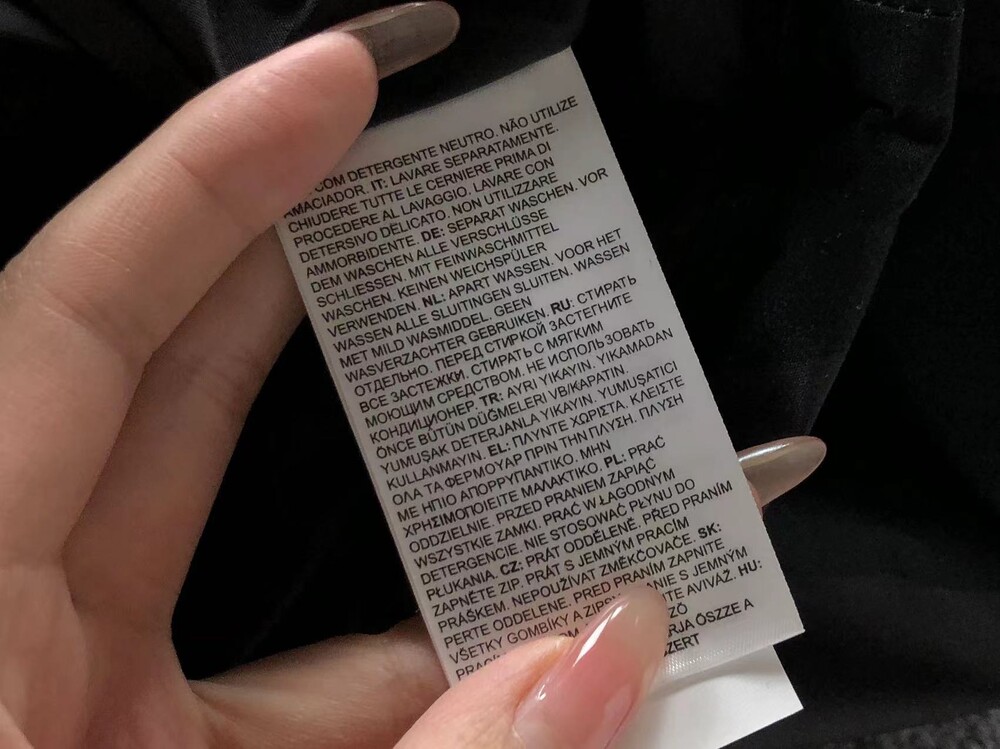 COM DETERGENTE NEUTRO. NÃO UTILIZE
AMACIADOR. IT: LAVARE SEPARATAMENTE.
CHIUDERE TUTTE LE CERNIERE PRIMA DI
PROCEDERE AL LAVAGGIO. LAVARE CON
DETERSIVO DELICATO. NON UTILIZZARE
AMMORBIDENTE. DE: SEPARAT WASCHEN. VOR
DEM WASCHEN ALLE VERSCHLÜSSE
SCHLIESSEN. MIT FEINWASCHMITTEL
WASCHEN. KEINEN WEICHSPÜLER
VERWENDEN. NL: APART WASSEN. VOOR HET
WASSEN ALLE SLUITINGEN SLUITEN. WASSEN
MET MILD WASMIDDEL. GEEN
WASVERZACHTER GEBRUIKEN. RU: СТИРАТЬ
ОТДЕЛЬНО. ПЕРЕД СТИРКОЙ ЗАСТЕГНИТЕ
ВСЕ ЗАСТЕЖКИ. СТИРАТЬ С МЯГКИМ
МОЮЩИМ СРЕДСТВОМ. НЕ ИСПОЛЬЗОВАТЬ
КОНДИЦИОНЕР. TR: AYRI YIKAYIN. YIKAMADAN
ÖNCE BÜTÜN DÜĞMELERİ VB/KAPATIN.
YUMUŞAK DETERJANLA YIKAYIN. YUMUŞATICI
KULLANMAYIN. EL: ΠΛΥΝΤΕ ΧΩΡΙΣΤΑ. ΚΛΕΙΣΤΕ
ΟΛΑ ΤΑ ΦΕΡΜΟΥΑΡ ΠΡΙΝ ΤΗΝ ΠΛΥΣΗ. ΠΛΥΣΗ
ΜΕ ΗΠΙΟ ΑΠΟΡΡΥΠΑΝΤΙΚΟ. ΜΗΝ
ΧΡΗΣΙΜΟΠΟΙΕΙΤΕ ΜΑΛΑΚΤΙΚΟ. PL: PRAĆ
ODDZIELNIE. PRZED PRANIEM ZAPIĄĆ
WSZYSTKIE ZAMKI. PRAĆ W ŁAGODNYM
DETERGENCIE. NIE STOSOWAĆ PŁYNU DO
PŁUKANIA. CZ: PRÁT ODDĚLENĚ. PŘED PRANÍM
ZAPNĚTE ZIP. PRÁT S JEMNÝM PRACÍM
PRÁŠKEM. NEPOUŽÍVAT ZMĚKČOVAČE. SK:
PERTE ODDELENE. PRED PRANÍM ZAPNITE
VŠETKY GOMBÍKY A ZIPSY. PRANIE S JEMNÝM
AVIVÁŽ. HU:
ÖSSZE A